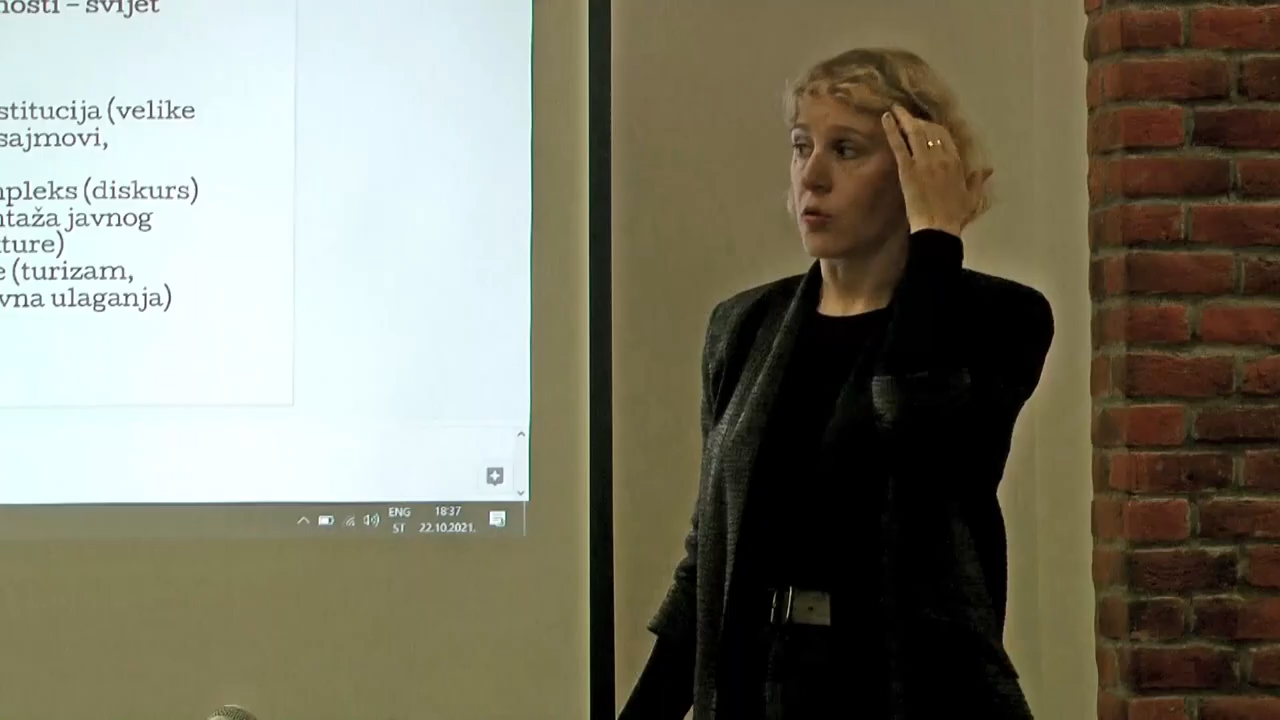 nosti – svijet
stitucija (velike
sajmovi,
pleks (diskurs)
ntaža javnog
ture)
e (turizam,
vna ulaganja)
ENG
ST
18:37
22.10.2021.